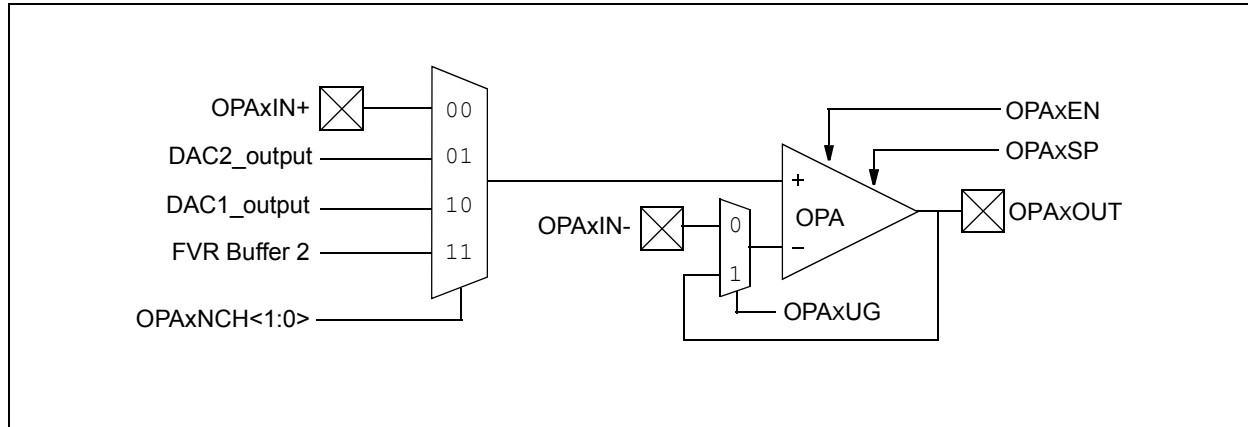 OPAxIN+
00
OPAxEN
DAC2_output
01
OPAxSP
+
DAC1_output
10
OPA
OPAxOUT
OPAxIN-
0
FVR Buffer 2
11
−
1
OPAxNCH<1:0>
OPAxUG